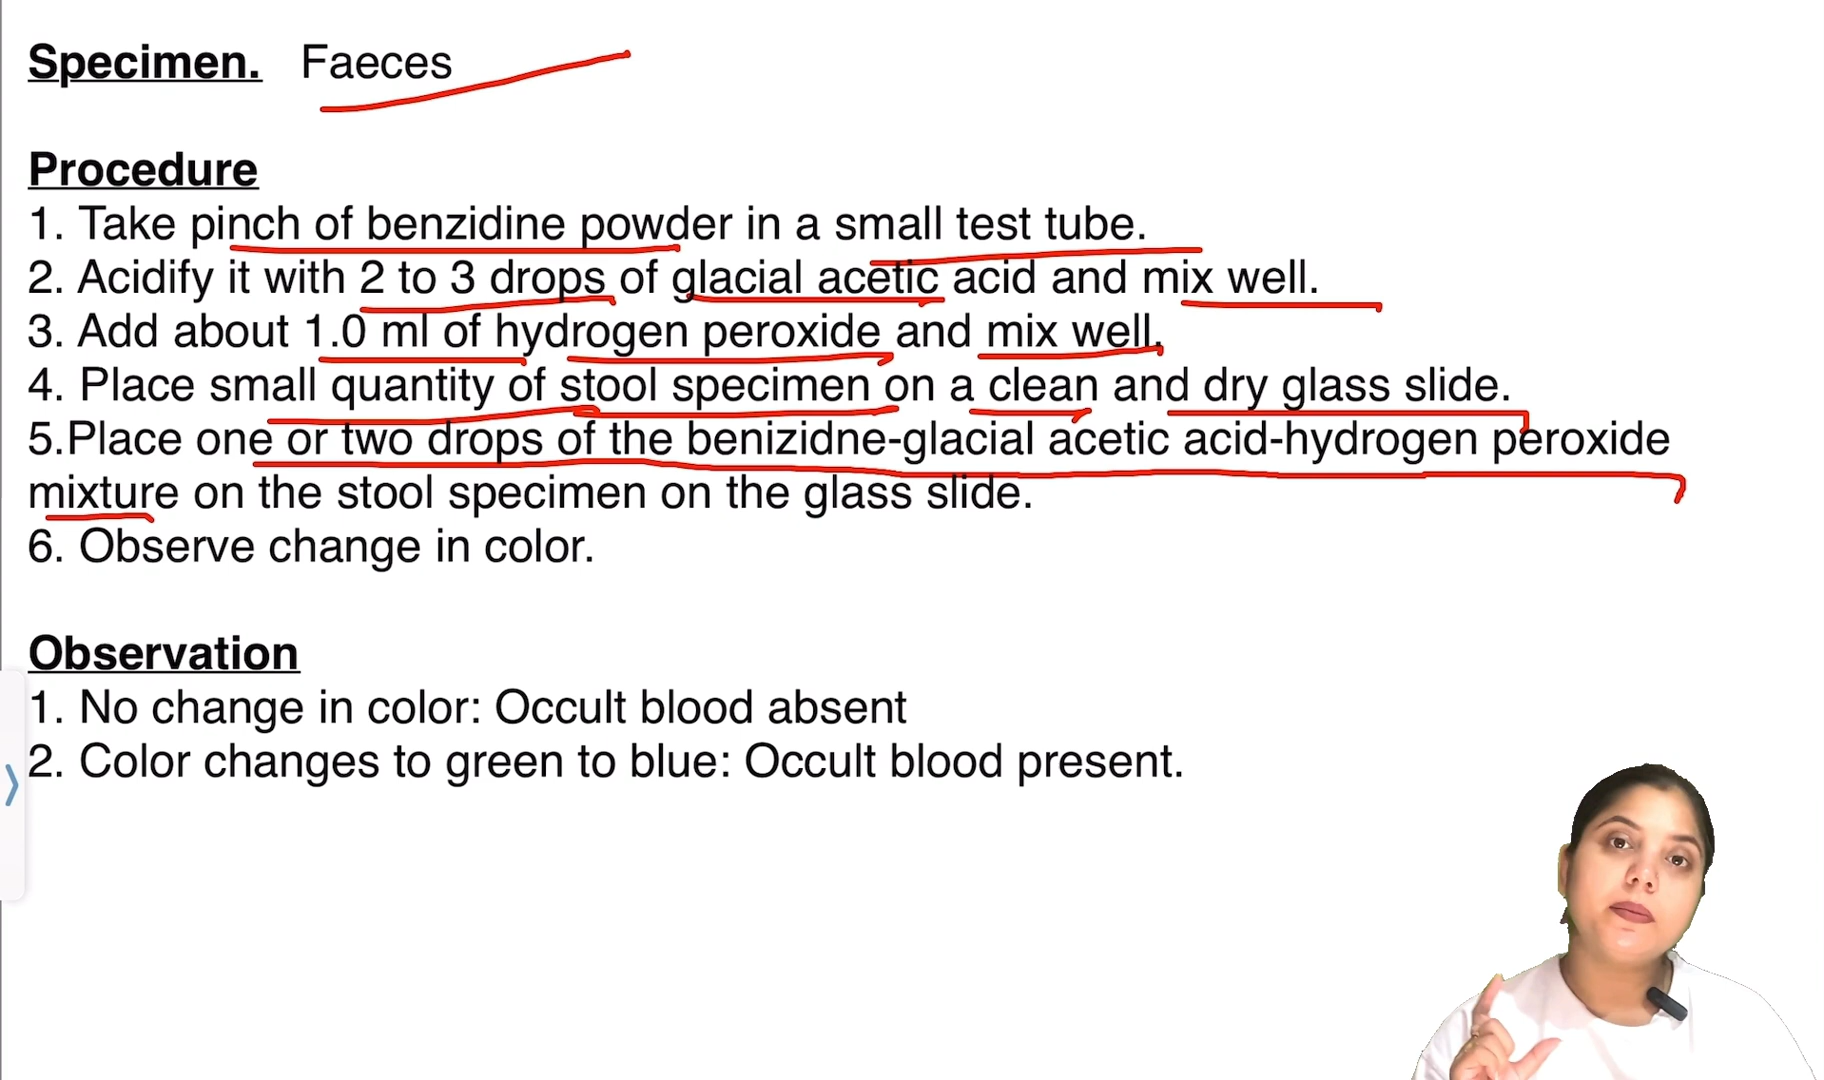 Specimen. Faeces
Procedure
1. Take pinch of benzidine powder in a small test tube.
2. Acidify it with 2 to 3 drops of glacial acetic acid and mix well.
3. Add about 1.0 ml of hydrogen peroxide and mix well.
4. Place small quantity of stool specimen on a clean and dry glass slide.
5.Place one or two drops of the benizidne-glacial acetic acid-hydrogen peroxide
mixture on the stool specimen on the glass slide.
6. Observe change in color.
Observation
1. No change in color: Occult blood absent
2. Color changes to green to blue: Occult blood present.